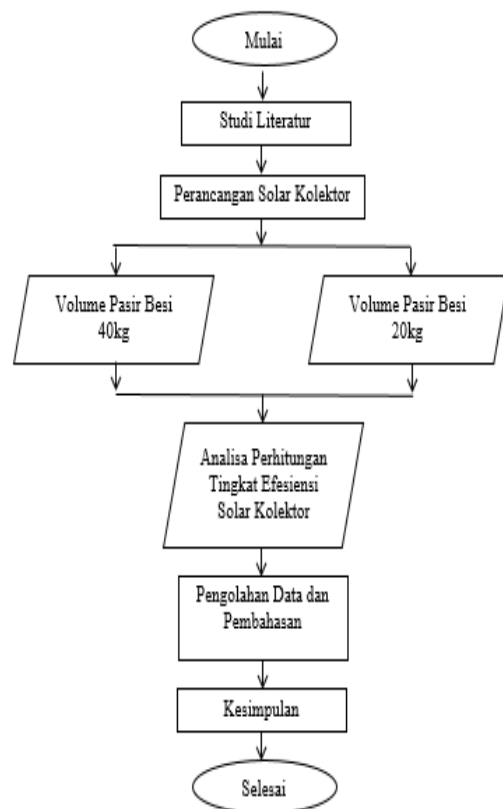 Mulai
Studi Literatur
Perancangan Solar Kolektor
Volume Pasir Besi
40kg
Volume Pasir Besi
20kg
Analisa Perhitungan
Tingkat Efesiensi
Solar Kolektor
Pengolahan Data dan
Pembahasan
Kesimpulan
Selesai